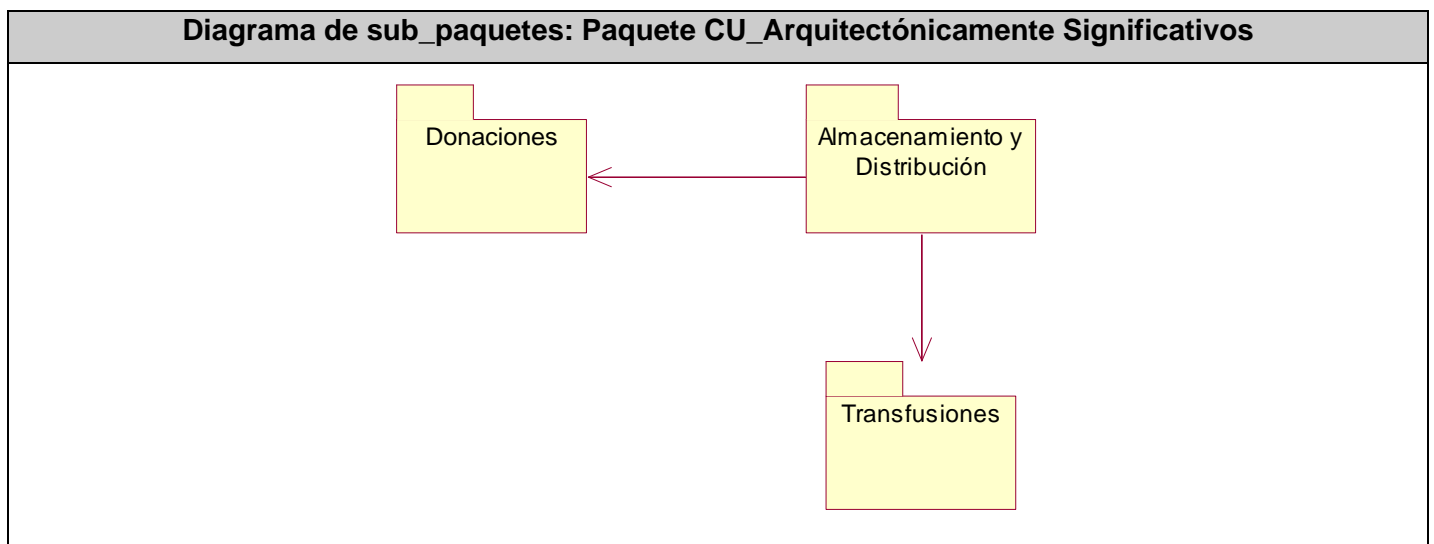 Diagrama de sub_paquetes: Paquete CU_Arquitectónicamente Significativos
Donaciones
Almacenamiento y
Distribución
Transfusiones